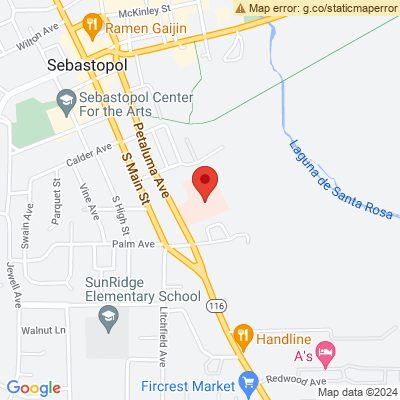 Map error: g.co/staticmaperror
McKinley St
Wilton Ave
Ramen Gaijin
Sebastopol
Sebastopol Center
For the Arts
Calder Ave
Petaluma Ave
S Main St
Laguna de Santa Rosa
Parquet St
Vine Ave
S High St
Swain Ave
Palm Ave
Jewell Ave
SunRidge
Elementary School
116
Litchfield Ave
Walnut Ln
Handline
A's
Redwood Ave
Fircrest Market
Google
Map data ©2024